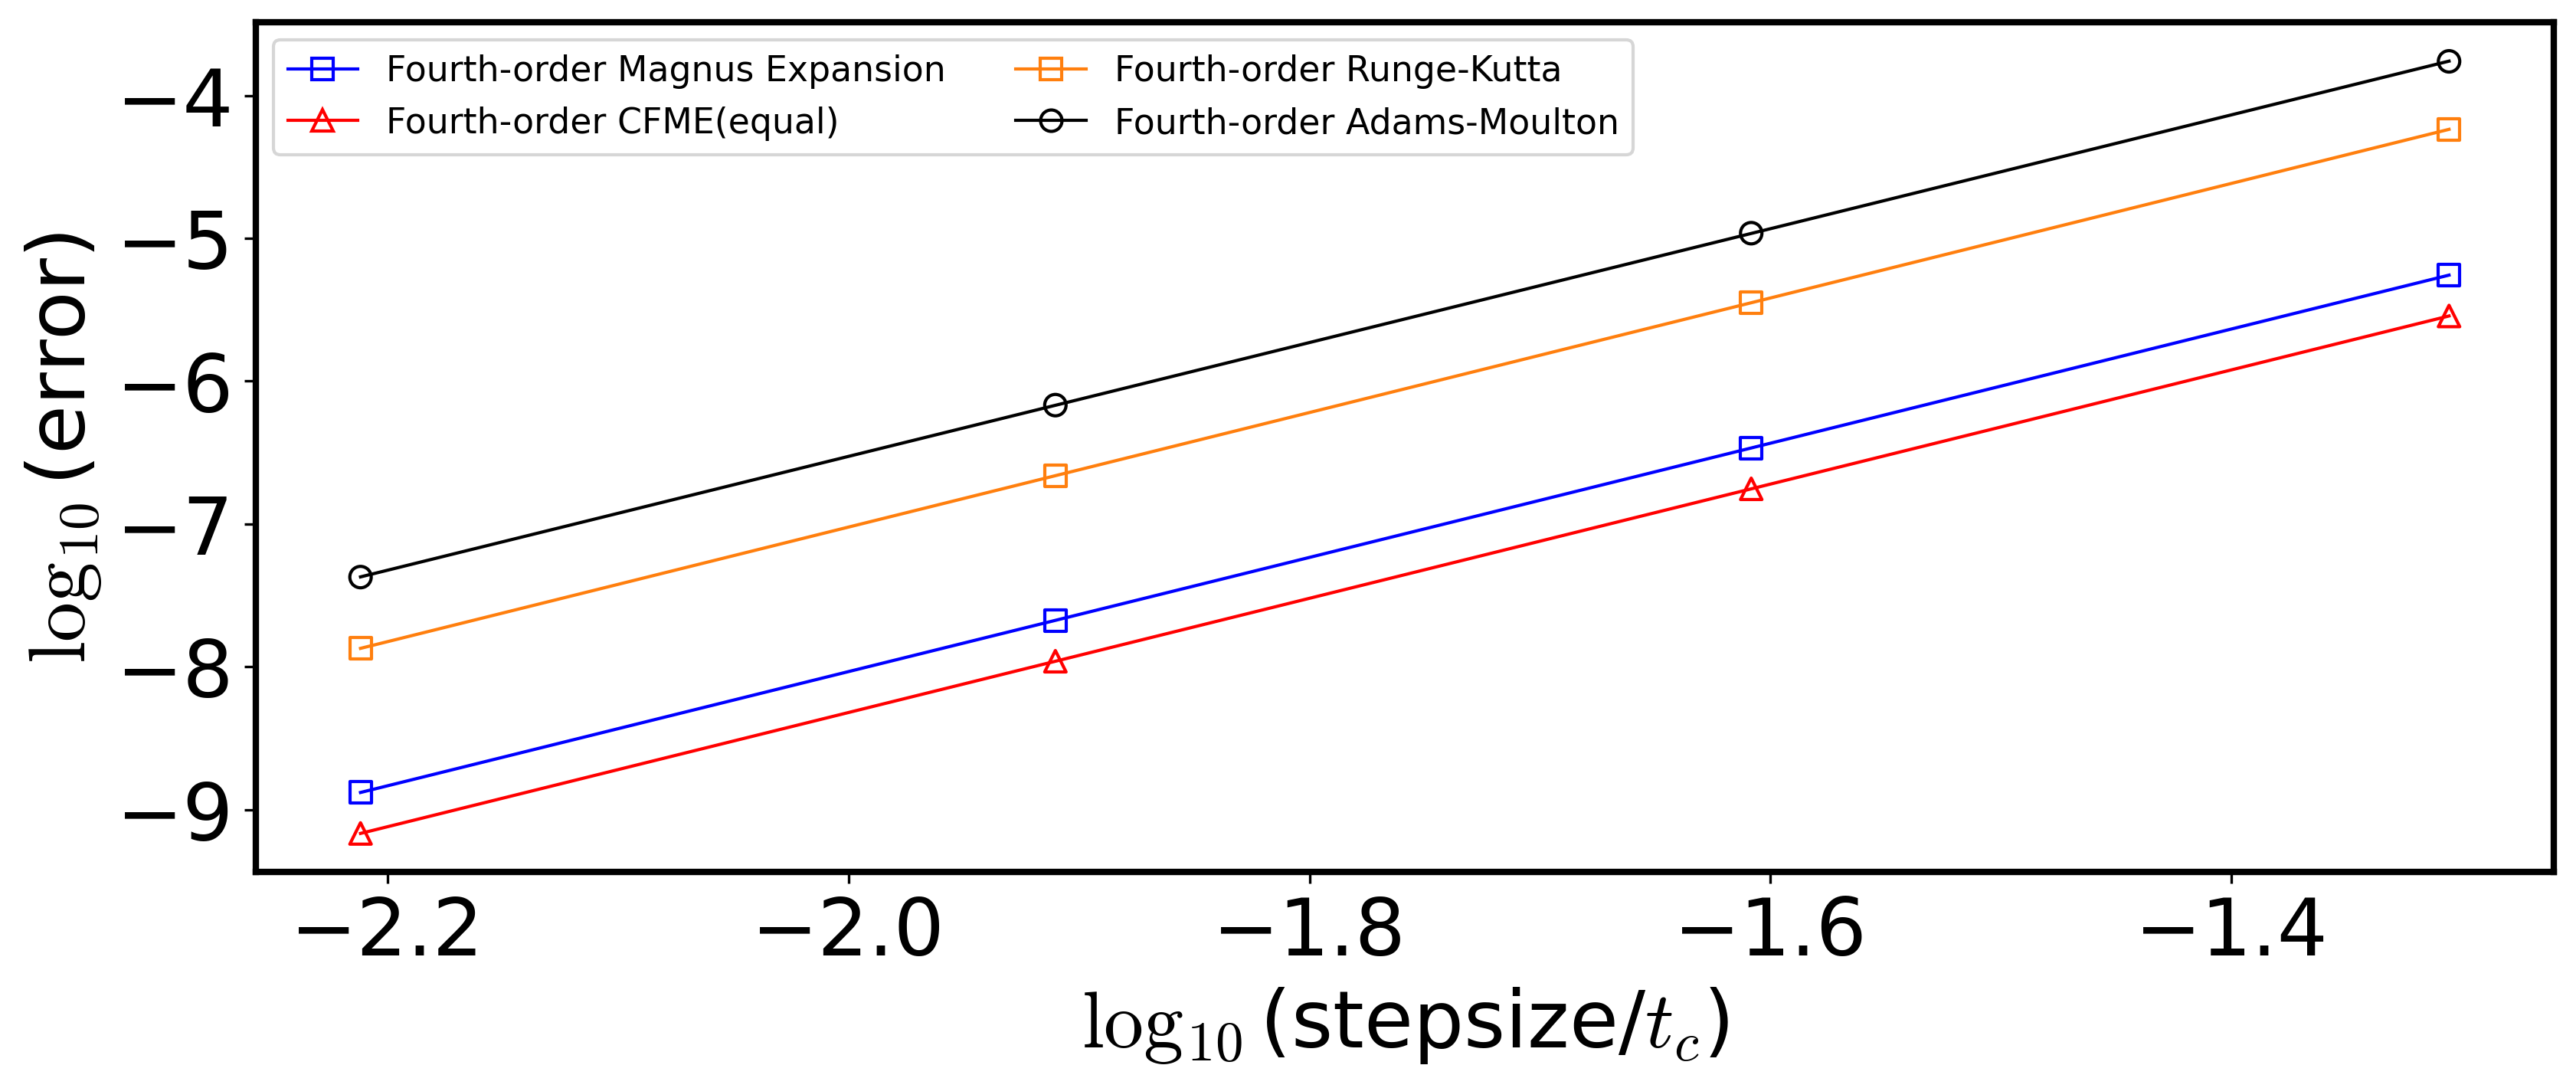 Fourth-order Magnus Expansion
Fourth-order CFME(equal)
Fourth-order Runge-Kutta
Fourth-order Adams-Moulton
log10 (error)
−4
−5
−6
−7
−8
−9
−2.2
−2.0
−1.8
−1.6
−1.4
log10 (stepsize/tc)